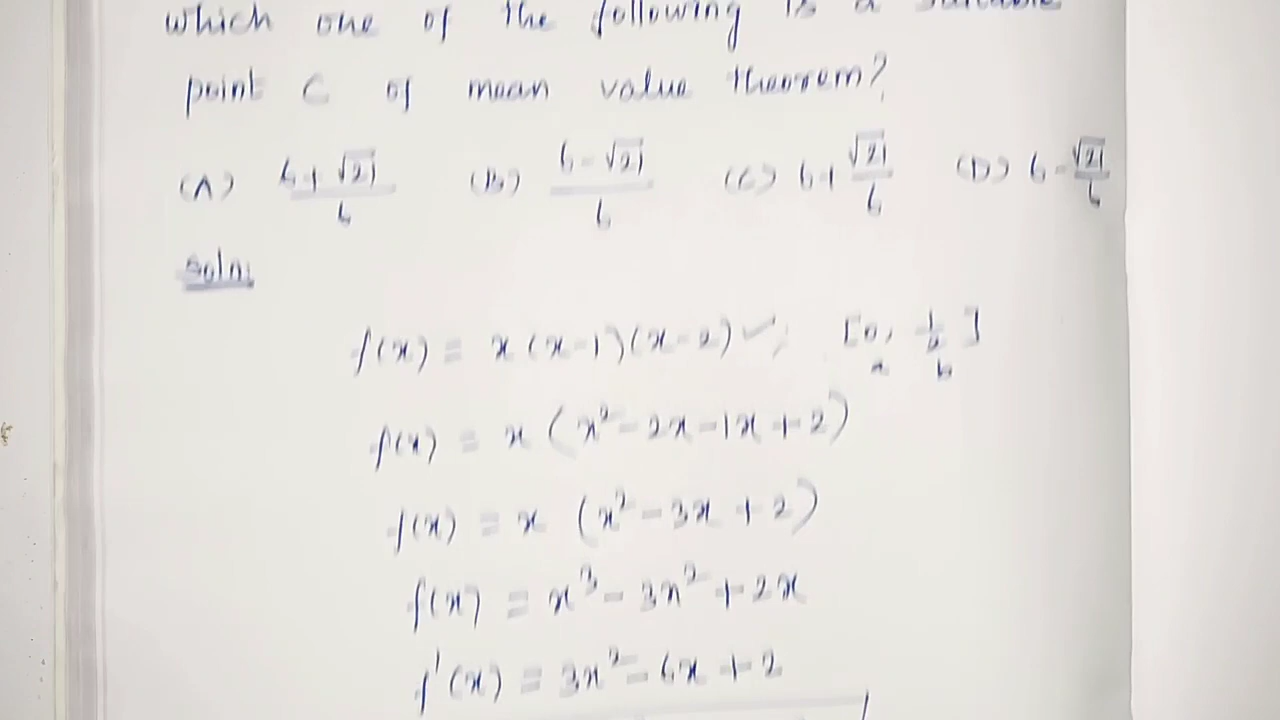 which one of the following is a suitable
point C of mean value theorem?
(A) 6+√21/6 (B) 6-√21/6 (C) 6+√21/6 (D) 6-√21/6
Soln:
f(x) = x(x-1)(x-2) ✓; [0, 1/2]
a b
f(x) = x(x²-2x-1x+2)
f(x) = x (x²-3x+2)
f(x) = x³-3x²+2x
f'(x) = 3x²-6x+2